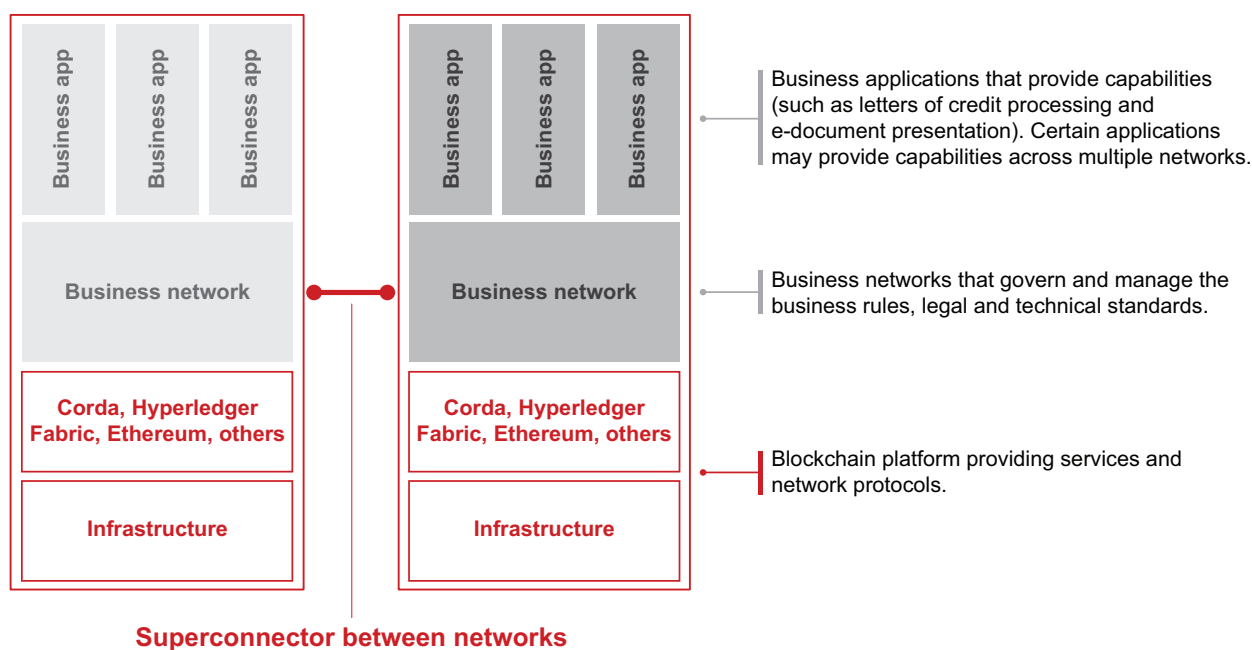 Business app
Business app
Business app
Business app
Business app
Business app
Business applications that provide capabilities
(such as letters of credit processing and
e-document presentation). Certain applications
may provide capabilities across multiple networks.
Business network
Business network
Business networks that govern and manage the
business rules, legal and technical standards.
Corda, Hyperledger
Fabric, Ethereum, others
Corda, Hyperledger
Fabric, Ethereum, others
Blockchain platform providing services and
network protocols.
Infrastructure
Infrastructure
Superconnector between networks